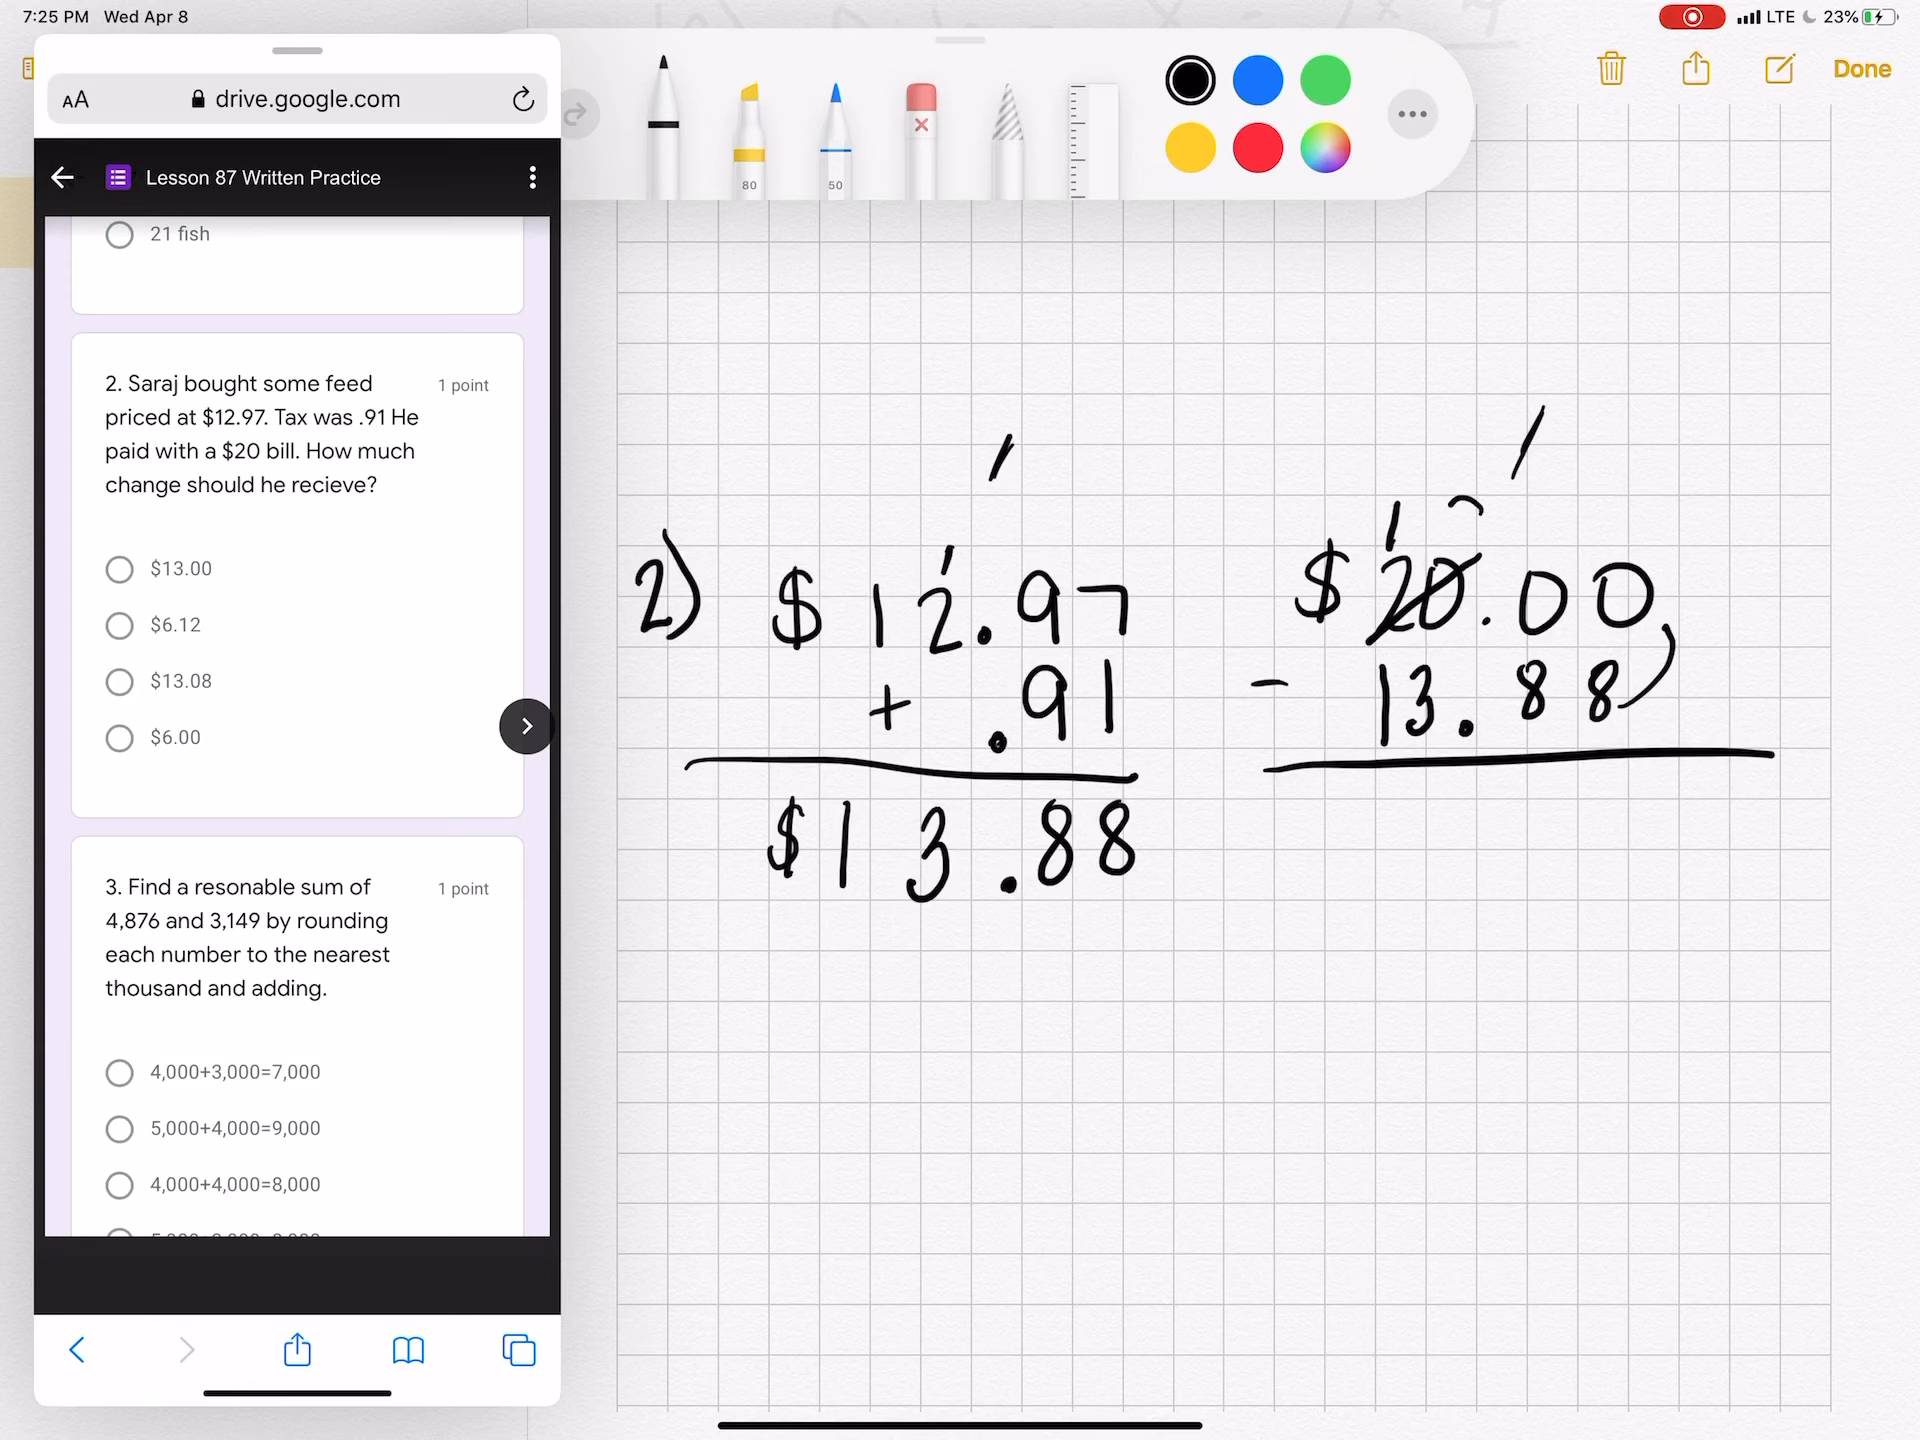 7:25 PM Wed Apr 8
LTE 23%
AA drive.google.com
Done
80
50
Lesson 87 Written Practice
21 fish
2. Saraj bought some feed
priced at $12.97. Tax was .91 He
paid with a $20 bill. How much
change should he recieve?
1 point
$13.00
$6.12
$13.08
$6.00
3. Find a resonable sum of
4,876 and 3,149 by rounding
each number to the nearest
thousand and adding.
1 point
4,000+3,000=7,000
5,000+4,000=9,000
4,000+4,000=8,000
1
1
2) $12.97
+ .91
$13.88
1
1
$20.00
- 13.88